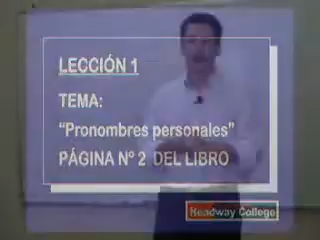 LECCIÓN 1
TEMA:
“Pronombres personales”
PÁGINA Nº 2 DEL LIBRO
Headway College